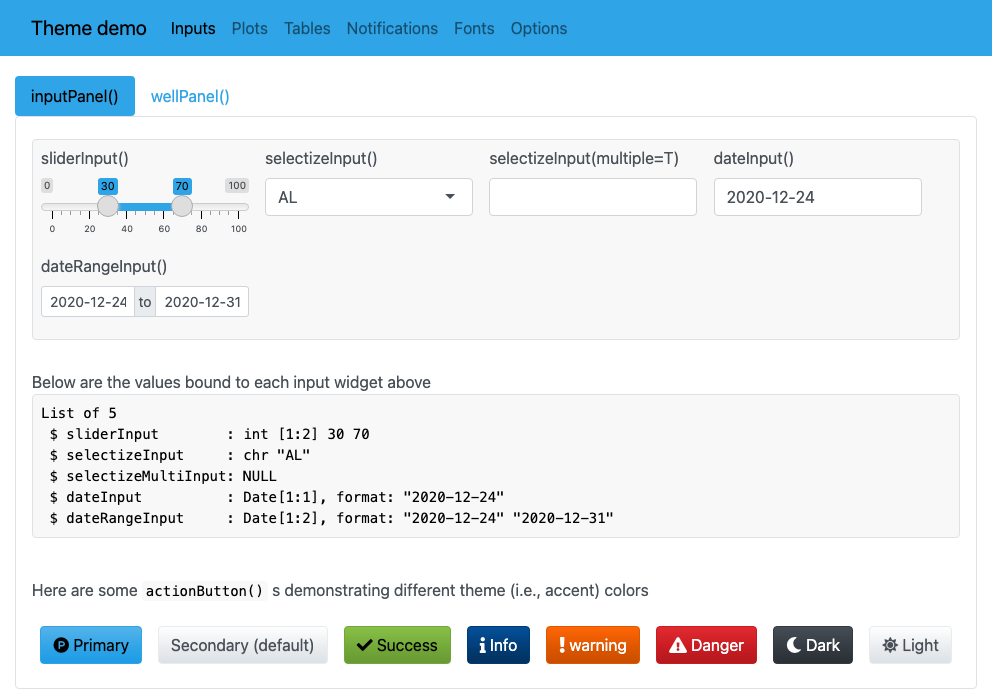 Theme demo Inputs Plots Tables Notifications Fonts Options
inputPanel() wellPanel()
sliderInput() selectizeInput() selectizeInput(multiple=T) dateInput()
0 30 70 100
AL 2020-12-24
0 20 40 60 80 100
dateRangeInput()
2020-12-24 to 2020-12-31
Below are the values bound to each input widget above
List of 5
$ sliderInput : int [1:2] 30 70
$ selectizeInput : chr "AL"
$ selectizeMultiInput: NULL
$ dateInput : Date[1:1], format: "2020-12-24"
$ dateRangeInput : Date[1:2], format: "2020-12-24" "2020-12-31"
Here are some actionButton() s demonstrating different theme (i.e., accent) colors
Primary Secondary (default) Success Info warning Danger Dark Light